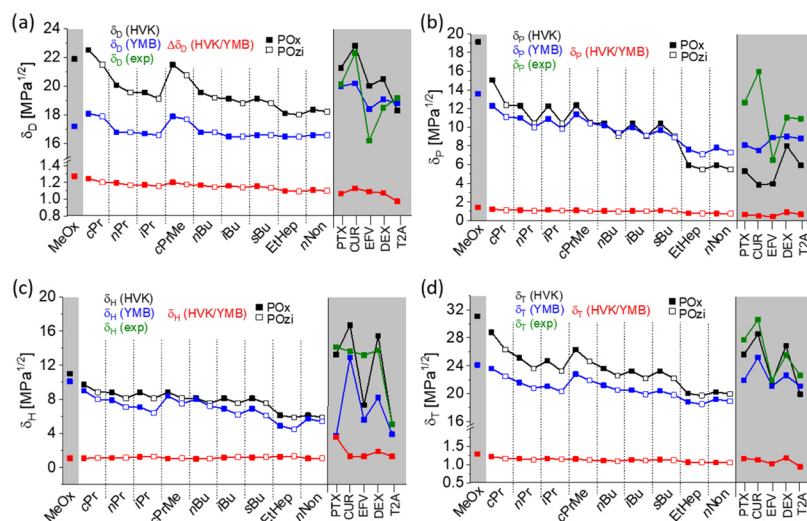 (a)
δD (HVK)
δD (YMB) ΔδD (HVK/YMB)
δD (exp)
POx
POzi
δD [MPa1/2]
24
22
20
18
16
1.4
1.2
1.0
0.8
MeOx
cPr
nPr
iPr
cPrMe
nBu
iBu
sBu
EtHep
nNon
PTX
CUR
EFV
DEX
T2A
(b)
δP (HVK)
δP (YMB) δP (HVK/YMB)
δP (exp)
POx
POzi
δP [MPa1/2]
20
18
16
14
12
10
8
6
4
2
0
MeOx
cPr
nPr
iPr
cPrMe
nBu
iBu
sBu
EtHep
nNon
PTX
CUR
EFV
DEX
T2A
(c)
δH (HVK)
δH (YMB) δH (HVK/YMB)
δH (exp)
POx
POzi
δH [MPa1/2]
20
16
12
8
4
0
MeOx
cPr
nPr
iPr
cPrMe
nBu
iBu
sBu
EtHep
nNon
PTX
CUR
EFV
DEX
T2A
(d)
δT (HVK)
δT (YMB) δT (HVK/YMB)
δT (exp)
POx
POzi
δT [MPa1/2]
32
28
24
20
1.5
1.0
0.5
MeOx
cPr
nPr
iPr
cPrMe
nBu
iBu
sBu
EtHep
nNon
PTX
CUR
EFV
DEX
T2A